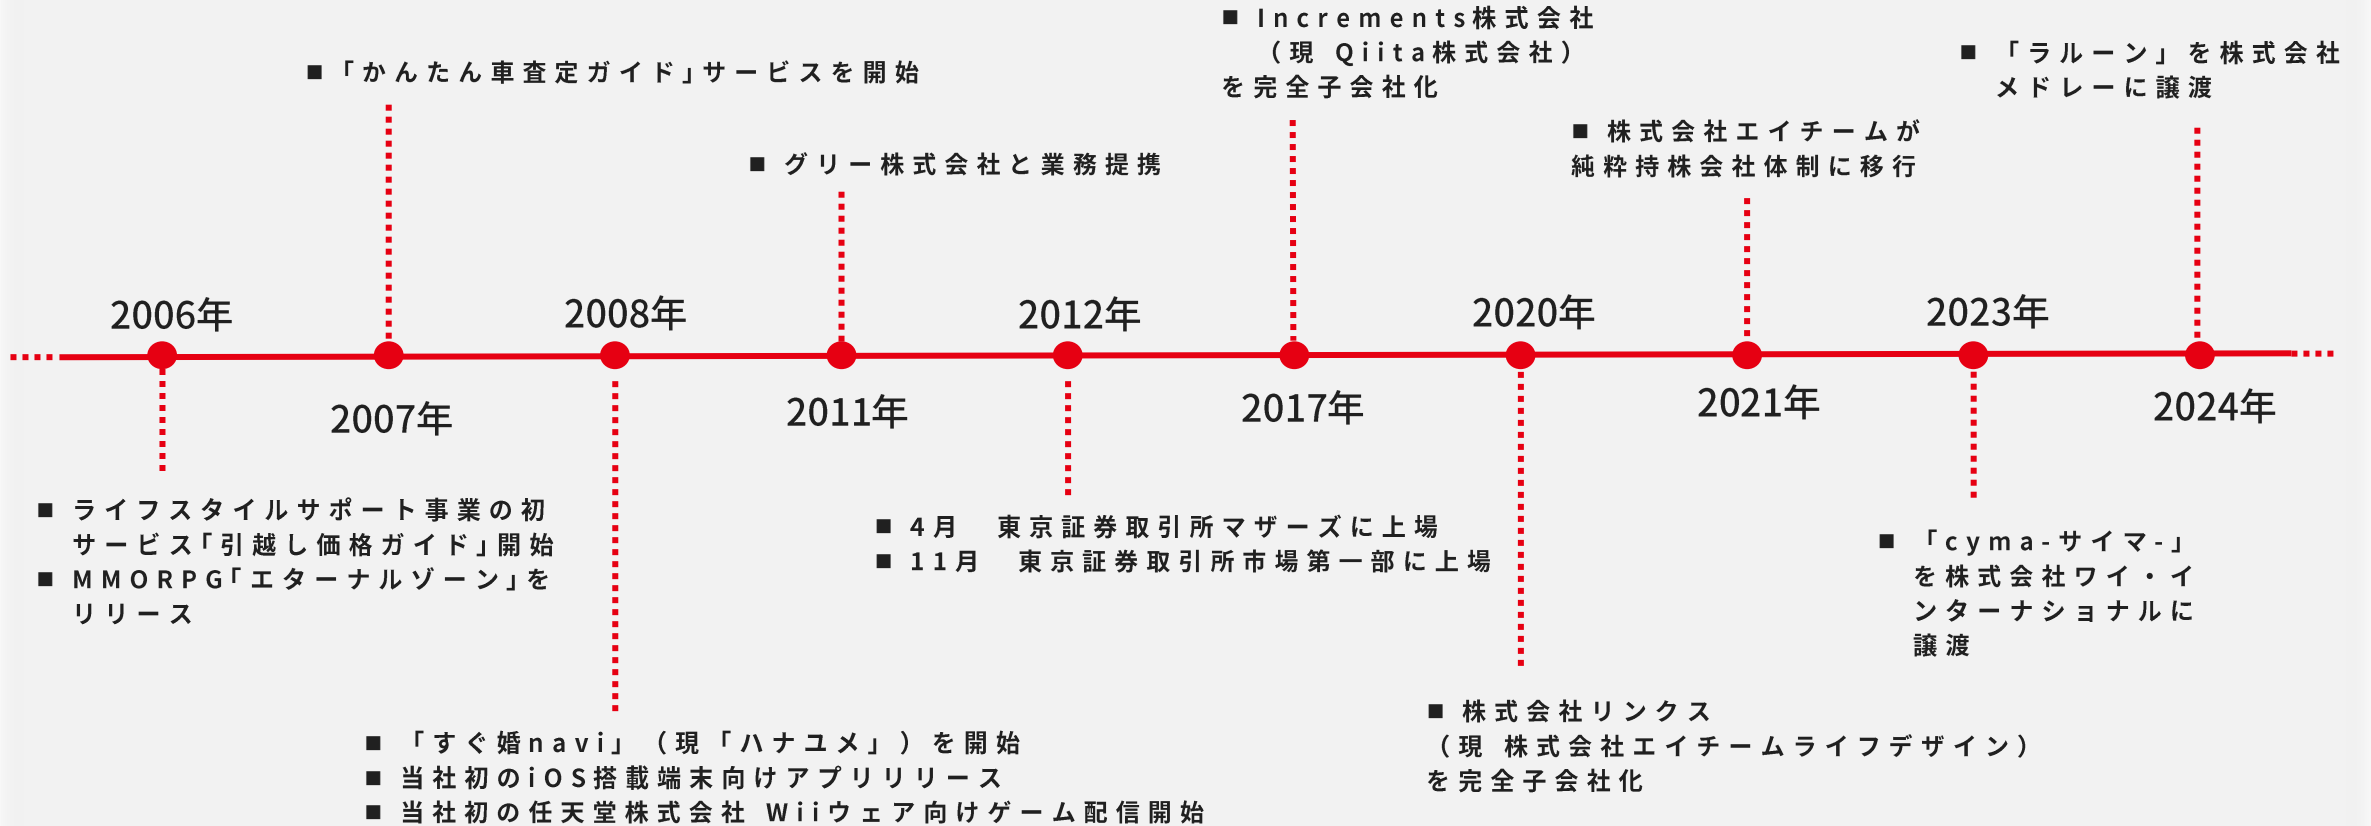 2006年
■ ライフスタイルサポート事業の初
サービス「引越し価格ガイド」開始
■ MMORPG「エターナルゾーン」を
リリース
■「かんたん車査定ガイド」サービスを開始
2007年
2008年
■ 「すぐ婚navi」（現「ハナユメ」）を開始
■ 当社初のiOS搭載端末向けアプリリリース
■ 当社初の任天堂株式会社 Wiiウェア向けゲーム配信開始
■ グリー株式会社と業務提携
2011年
2012年
■ 4月 東京証券取引所マザーズに上場
■ 11月 東京証券取引所市場第一部に上場
■ Increments株式会社
（現 Qiita株式会社）
を完全子会社化
2017年
2020年
■ 株式会社リンクス
（現 株式会社エイチームライフデザイン）
を完全子会社化
■ 株式会社エイチームが
純粋持株会社体制に移行
2021年
2023年
■ 「cyma-サイマ-」
を株式会社ワイ・イ
ンターナショナルに
譲渡
■ 「ラルーン」を株式会社
メドレーに譲渡
2024年